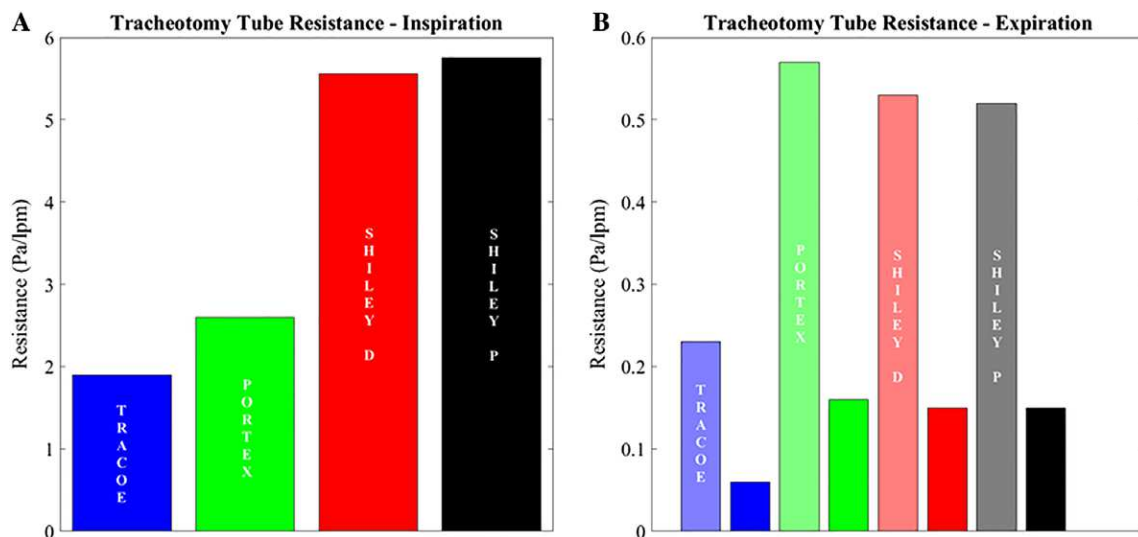 A
Tracheotomy Tube Resistance - Inspiration
Resistance (Pa/lpm)
6
5
4
3
2
1
0
TRACOE
PORTEX
SHILEY D
SHILEY P
B
Tracheotomy Tube Resistance - Expiration
Resistance (Pa/lpm)
0.6
0.5
0.4
0.3
0.2
0.1
0
TRACOE
PORTEX
SHILEY D
SHILEY P